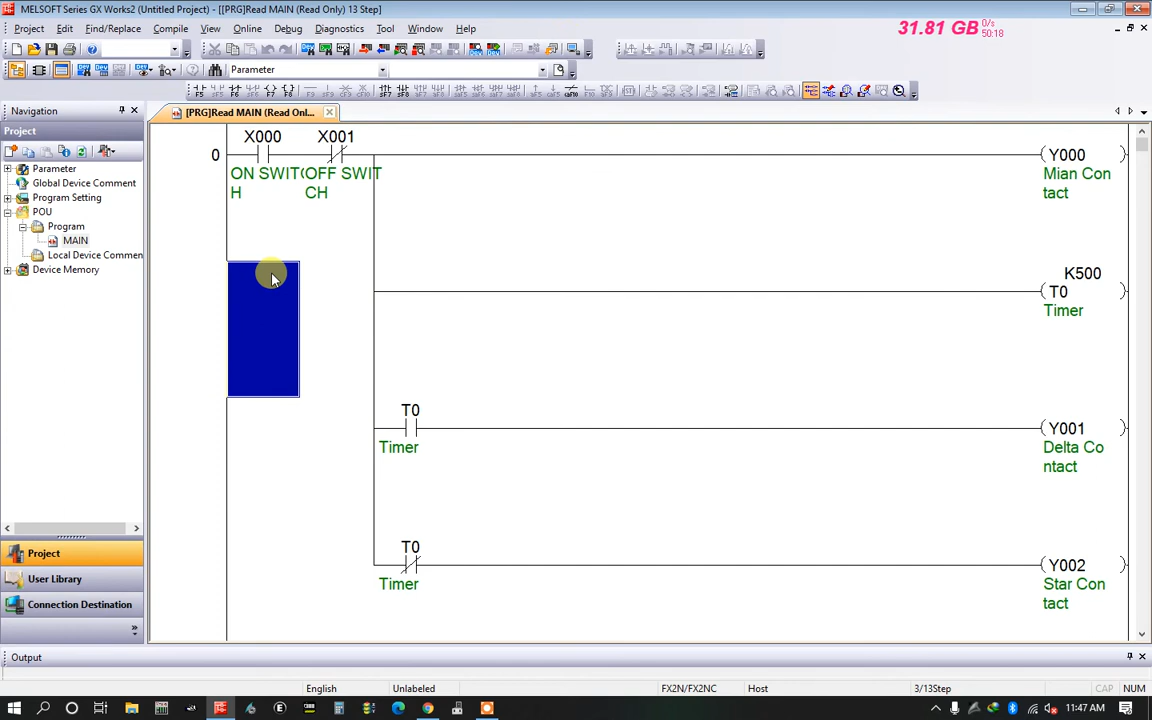 MELSOFT Series GX Works2 (Untitled Project) - [[PRG]Read MAIN (Read Only) 13 Step]
Project Edit Find/Replace Compile View Online Debug Diagnostics Tool Window Help
31.81 GB 0/s
50:18
Parameter
Navigation
[PRG]Read MAIN (Read Onl...
Project
Parameter
Global Device Comment
Program Setting
POU
Program
MAIN
Local Device Commen
Device Memory
X000 X001
0
Y000
ON SWITC OFF SWIT
H CH
Mian Con
tact
K500
T0
Timer
T0
Y001
Timer
Delta Co
ntact
T0
Y002
Timer
Star Con
tact
Project
User Library
Connection Destination
Output
English Unlabeled FX2N/FX2NC Host 3/13Step CAP NUM
11:47 AM